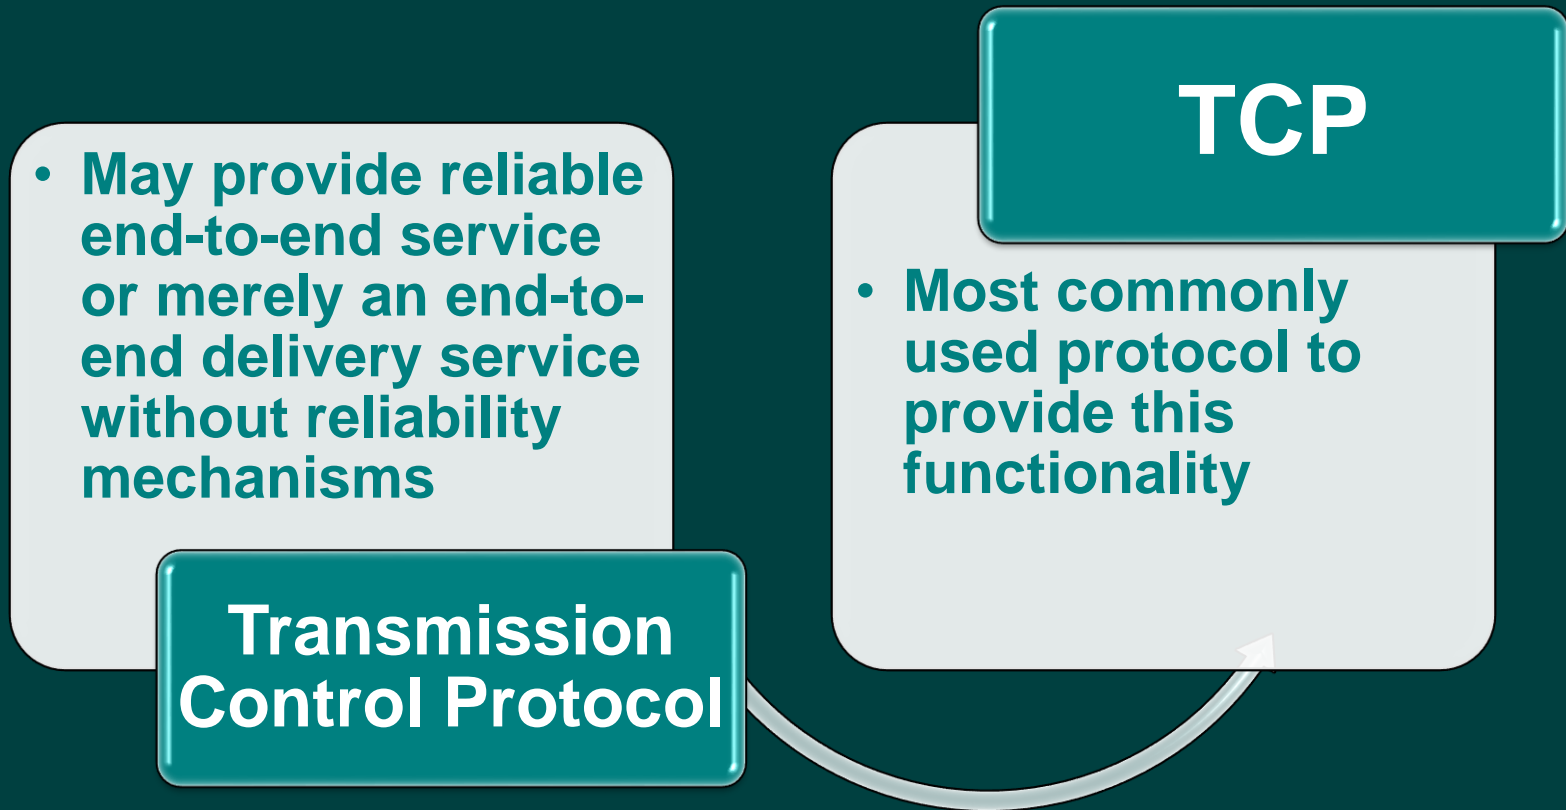 • May provide reliable
end-to-end service
or merely an end-to-
end delivery service
without reliability
mechanisms
Transmission
Control Protocol
TCP
• Most commonly
used protocol to
provide this
functionality